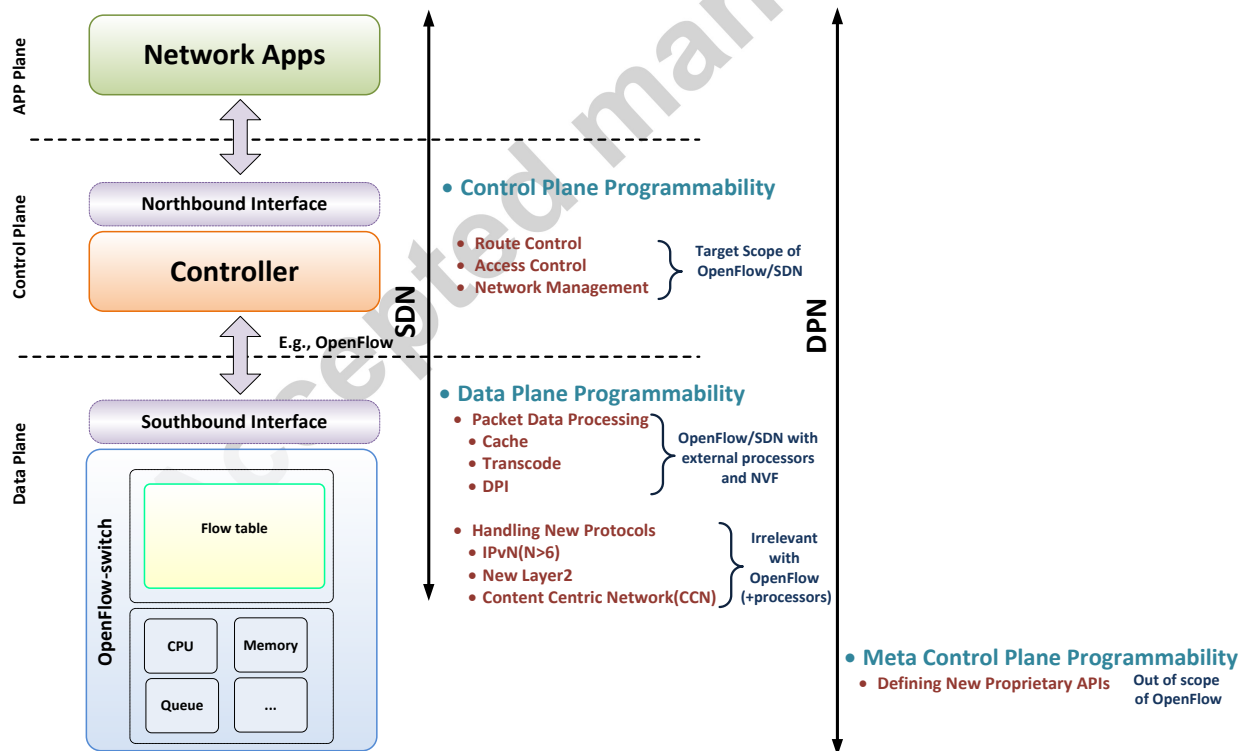 APP Plane
Network Apps
Control Plane
Northbound Interface
Controller
E.g., OpenFlow
Data Plane
Southbound Interface
OpenFlow-switch
Flow table
CPU
Memory
Queue
...
SDN
• Control Plane Programmability
• Route Control
• Access Control
• Network Management
Target Scope of
OpenFlow/SDN
• Data Plane Programmability
• Packet Data Processing
• Cache
• Transcode
• DPI
OpenFlow/SDN with
external processors
and NVF
• Handling New Protocols
• IPvN(N>6)
• New Layer2
• Content Centric Network(CCN)
Irrelevant
with
OpenFlow
(+processors)
DPN
• Meta Control Plane Programmability
• Defining New Proprietary APIs
Out of scope
of OpenFlow
Accepted man